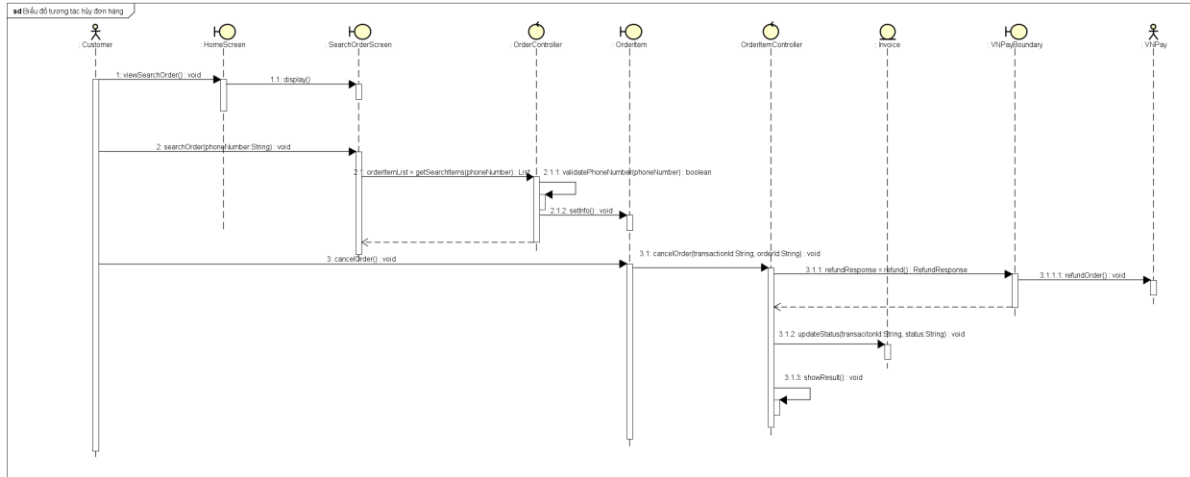 sd Biểu đồ tương tác hủy đơn hàng
: Customer
: HomeScreen
: SearchOrderScreen
: OrderController
: OrderItem
: OrderItemController
: Invoice
: VNPayBoundary
: VNPay
1: viewSearchOrder() : void
1.1: display()
2: searchOrder(phoneNumber:String) : void
2.1: orderItemList = getSearchItems(phoneNumber) : List
2.1.1: validatePhoneNumber(phoneNumber) : boolean
2.1.2: setInfo() : void
3: cancelOrder() : void
3.1: cancelOrder(transactionId:String, orderId:String) : void
3.1.1: refundResponse = refund() : RefundResponse
3.1.1.1: refundOrder() : void
3.1.2: updateStatus(transacitonId:String, status:String) : void
3.1.3: showResult() : void